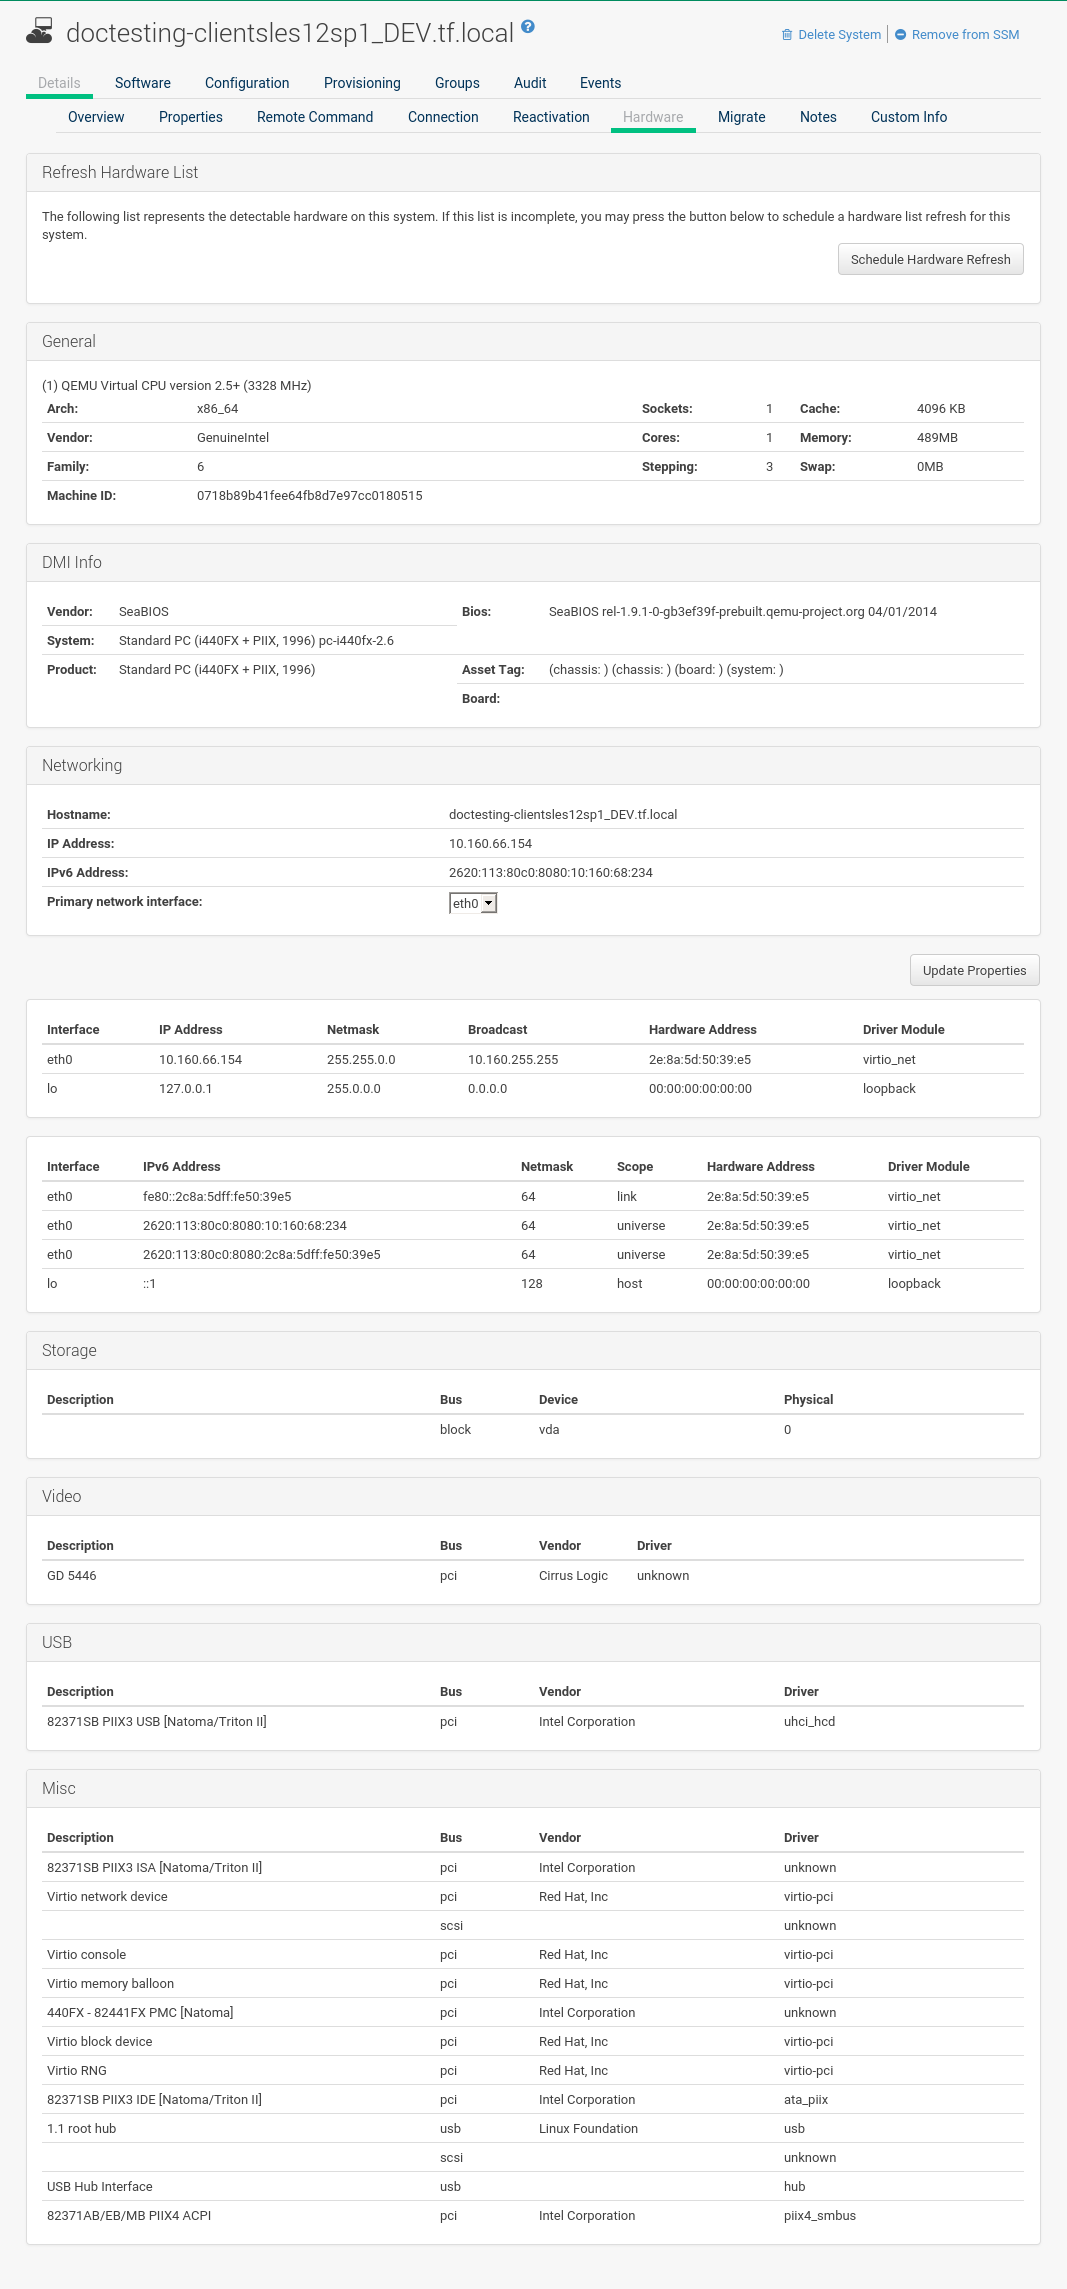 doctesting-clientsles12sp1_DEV.tf.local ?
Delete System | Remove from SSM
Details Software Configuration Provisioning Groups Audit Events
Overview Properties Remote Command Connection Reactivation Hardware Migrate Notes Custom Info
Refresh Hardware List
The following list represents the detectable hardware on this system. If this list is incomplete, you may press the button below to schedule a hardware list refresh for this
system.
Schedule Hardware Refresh
General
(1) QEMU Virtual CPU version 2.5+ (3328 MHz)
Arch: x86_64 Sockets: 1 Cache: 4096 KB
Vendor: GenuineIntel Cores: 1 Memory: 489MB
Family: 6 Stepping: 3 Swap: 0MB
Machine ID: 0718b89b41fee64fb8d7e97cc0180515
DMI Info
Vendor: SeaBIOS Bios: SeaBIOS rel-1.9.1-0-gb3ef39f-prebuilt.qemu-project.org 04/01/2014
System: Standard PC (i440FX + PIIX, 1996) pc-i440fx-2.6
Product: Standard PC (i440FX + PIIX, 1996) Asset Tag: (chassis: ) (chassis: ) (board: ) (system: )
Board:
Networking
Hostname: doctesting-clientsles12sp1_DEV.tf.local
IP Address: 10.160.66.154
IPv6 Address: 2620:113:80c0:8080:10:160:68:234
Primary network interface: eth0
Update Properties
Interface IP Address Netmask Broadcast Hardware Address Driver Module
eth0 10.160.66.154 255.255.0.0 10.160.255.255 2e:8a:5d:50:39:e5 virtio_net
lo 127.0.0.1 255.0.0.0 0.0.0.0 00:00:00:00:00:00 loopback
Interface IPv6 Address Netmask Scope Hardware Address Driver Module
eth0 fe80::2c8a:5dff:fe50:39e5 64 link 2e:8a:5d:50:39:e5 virtio_net
eth0 2620:113:80c0:8080:10:160:68:234 64 universe 2e:8a:5d:50:39:e5 virtio_net
eth0 2620:113:80c0:8080:2c8a:5dff:fe50:39e5 64 universe 2e:8a:5d:50:39:e5 virtio_net
lo ::1 128 host 00:00:00:00:00:00 loopback
Storage
Description Bus Device Physical
block vda 0
Video
Description Bus Vendor Driver
GD 5446 pci Cirrus Logic unknown
USB
Description Bus Vendor Driver
82371SB PIIX3 USB [Natoma/Triton II] pci Intel Corporation uhci_hcd
Misc
Description Bus Vendor Driver
82371SB PIIX3 ISA [Natoma/Triton II] pci Intel Corporation unknown
Virtio network device pci Red Hat, Inc virtio-pci
scsi unknown
Virtio console pci Red Hat, Inc virtio-pci
Virtio memory balloon pci Red Hat, Inc virtio-pci
440FX - 82441FX PMC [Natoma] pci Intel Corporation unknown
Virtio block device pci Red Hat, Inc virtio-pci
Virtio RNG pci Red Hat, Inc virtio-pci
82371SB PIIX3 IDE [Natoma/Triton II] pci Intel Corporation ata_piix
1.1 root hub usb Linux Foundation usb
scsi unknown
USB Hub Interface usb hub
82371AB/EB/MB PIIX4 ACPI pci Intel Corporation piix4_smbus